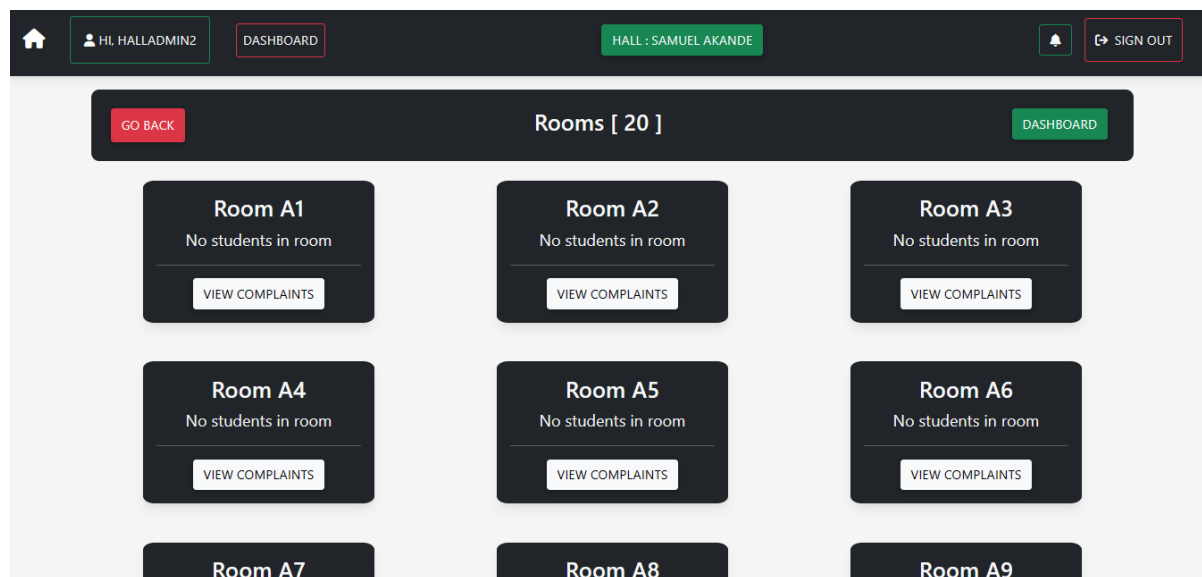 HI, HALLADMIN2
DASHBOARD
HALL : SAMUEL AKANDE
SIGN OUT
GO BACK
Rooms [ 20 ]
DASHBOARD
Room A1
No students in room
VIEW COMPLAINTS
Room A2
No students in room
VIEW COMPLAINTS
Room A3
No students in room
VIEW COMPLAINTS
Room A4
No students in room
VIEW COMPLAINTS
Room A5
No students in room
VIEW COMPLAINTS
Room A6
No students in room
VIEW COMPLAINTS
Room A7
Room A8
Room A9